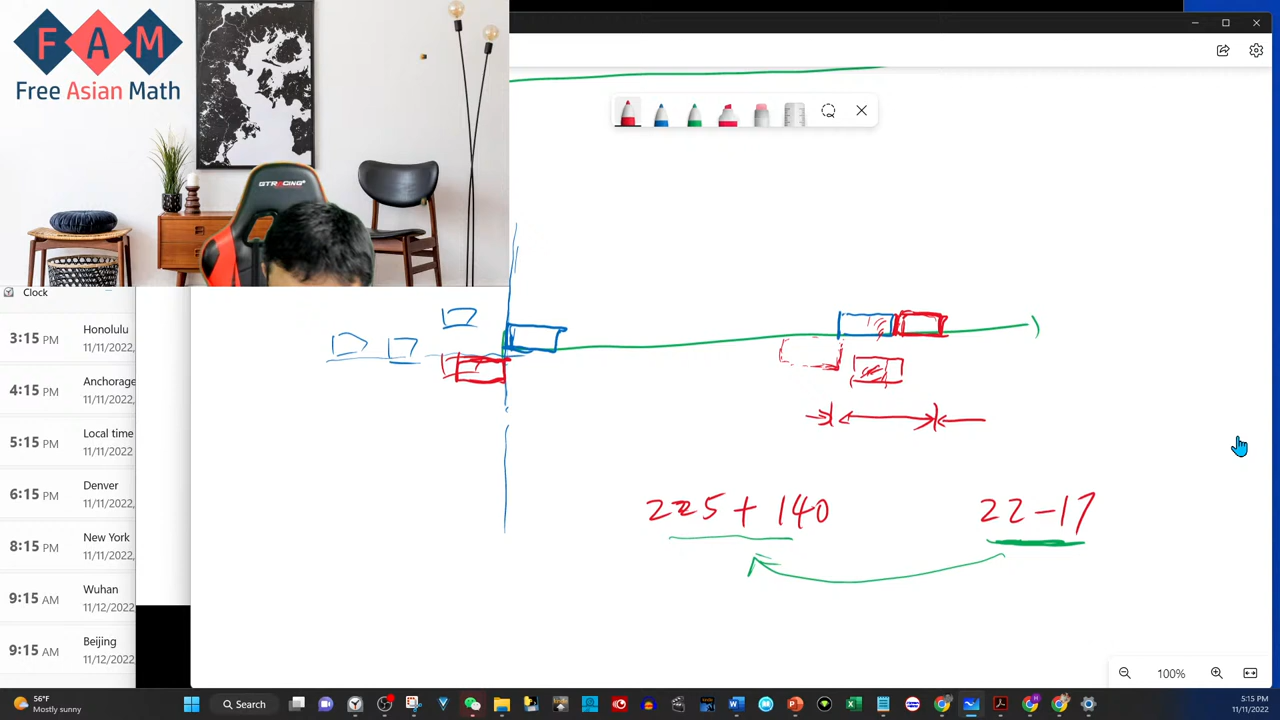 FAM
Free Asian Math
GTRACING
Clock
Honolulu
3:15 PM
11/11/2022
Anchorage
4:15 PM
11/11/2022,
Local time
5:15 PM
11/11/2022,
Denver
6:15 PM
11/11/2022,
New York
8:15 PM
11/11/2022,
Wuhan
9:15 AM
11/12/2022,
Beijing
9:15 AM
11/12/2022,
225 + 140
22 - 17
100%
56°F
Mostly sunny
Search
5:15 PM
11/11/2022